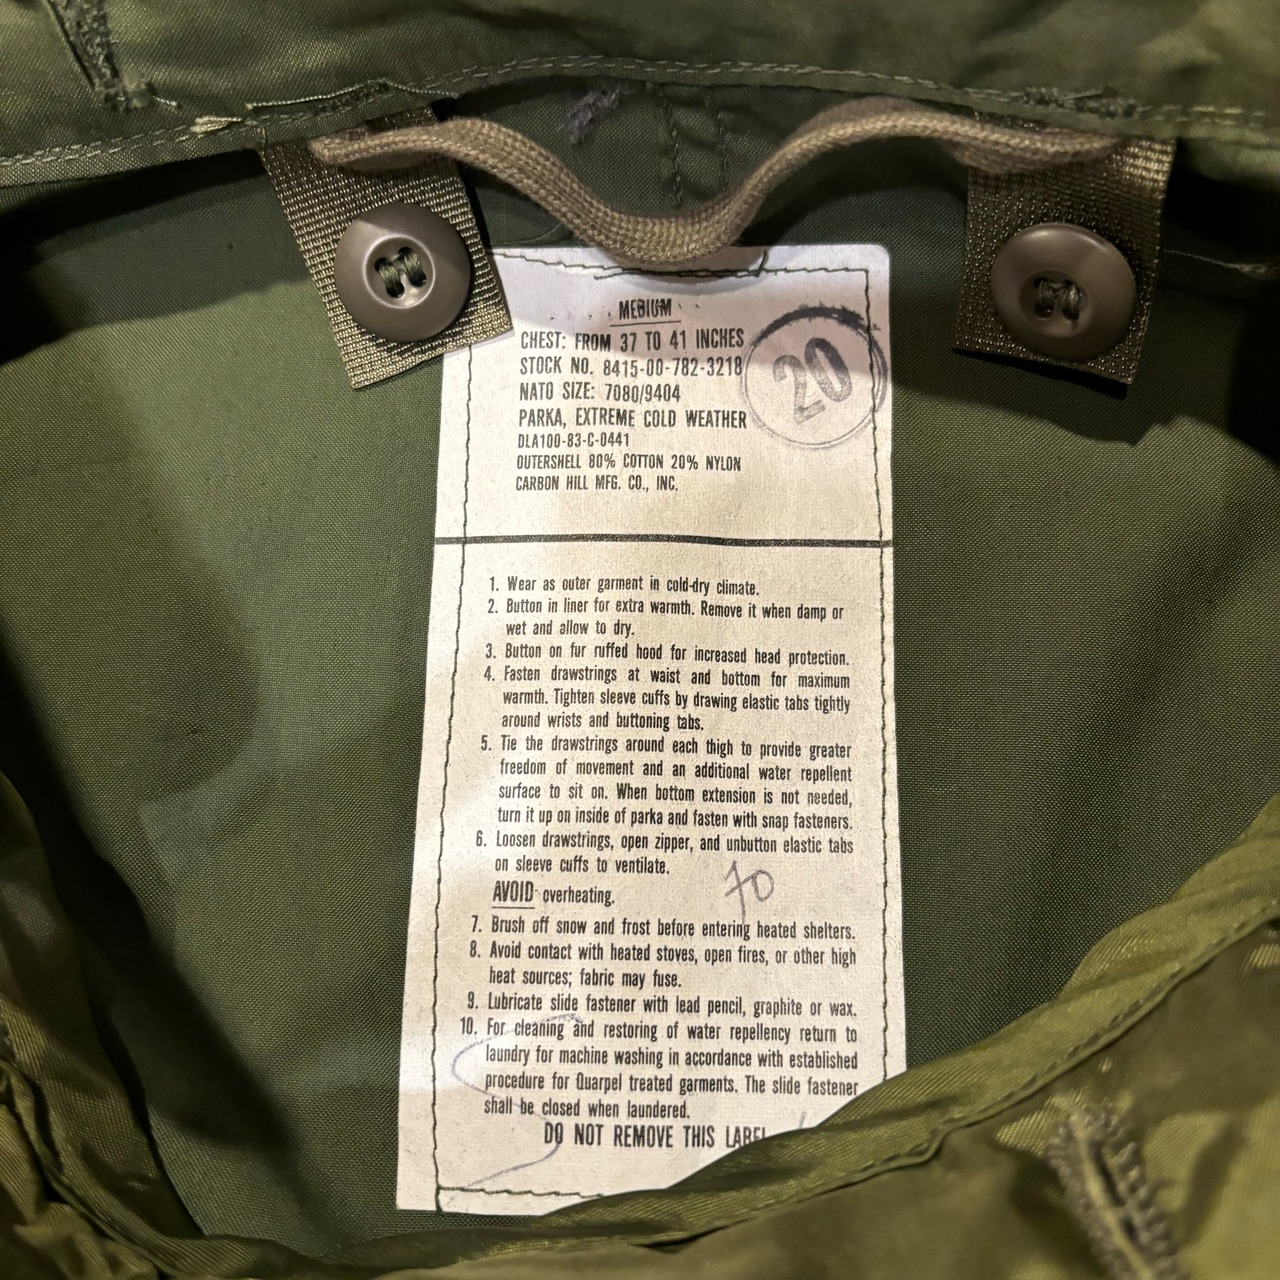 MEDIUM
CHEST: FROM 37 TO 41 INCHES
STOCK NO. 8415-00-782-3218
NATO SIZE: 7080/9404
PARKA, EXTREME COLD WEATHER
DLA100-83-C-0441
OUTERSHELL 80% COTTON 20% NYLON
CARBON HILL MFG. CO., INC.
20
1. Wear as outer garment in cold-dry climate.
2. Button in liner for extra warmth. Remove it when damp or
wet and allow to dry.
3. Button on fur ruffed hood for increased head protection.
4. Fasten drawstrings at waist and bottom for maximum
warmth. Tighten sleeve cuffs by drawing elastic tabs tightly
around wrists and buttoning tabs.
5. Tie the drawstrings around each thigh to provide greater
freedom of movement and an additional water repellent
surface to sit on. When bottom extension is not needed,
turn it up on inside of parka and fasten with snap fasteners.
6. Loosen drawstrings, open zipper, and unbutton elastic tabs
on sleeve cuffs to ventilate.
AVOID overheating.
70
7. Brush off snow and frost before entering heated shelters.
8. Avoid contact with heated stoves, open fires, or other high
heat sources; fabric may fuse.
9. Lubricate slide fastener with lead pencil, graphite or wax.
10. For cleaning and restoring of water repellency return to
laundry for machine washing in accordance with established
procedure for Quarpel treated garments. The slide fastener
shall be closed when laundered.
DO NOT REMOVE THIS LABEL